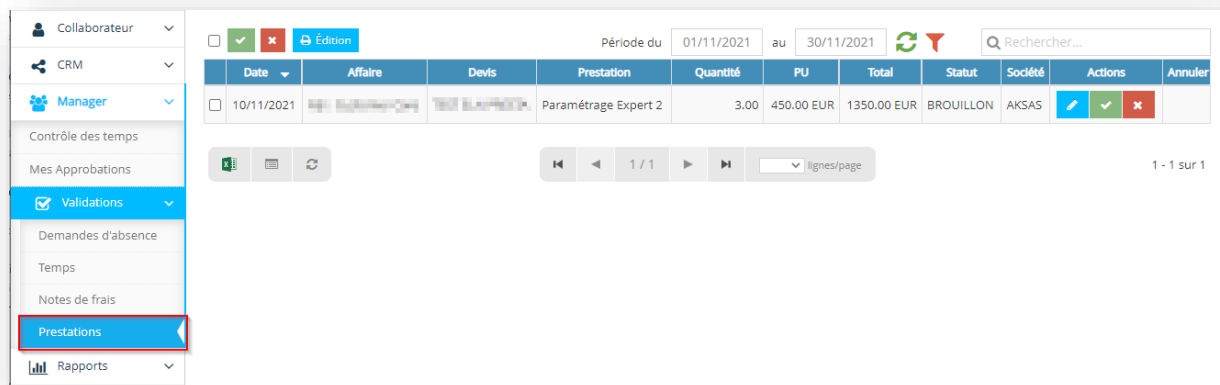 Collaborateur
CRM
Manager
Contrôle des temps
Mes Approbations
Validations
Demandes d'absence
Temps
Notes de frais
Prestations
Rapports
Édition Période du 01/11/2021 au 30/11/2021 Rechercher...
Date Affaire Devis Prestation Quantité PU Total Statut Société Actions Annuler
10/11/2021 Paramétrage Expert 2 3.00 450.00 EUR 1350.00 EUR BROUILLON AKSAS
1 / 1 lignes/page 1 - 1 sur 1